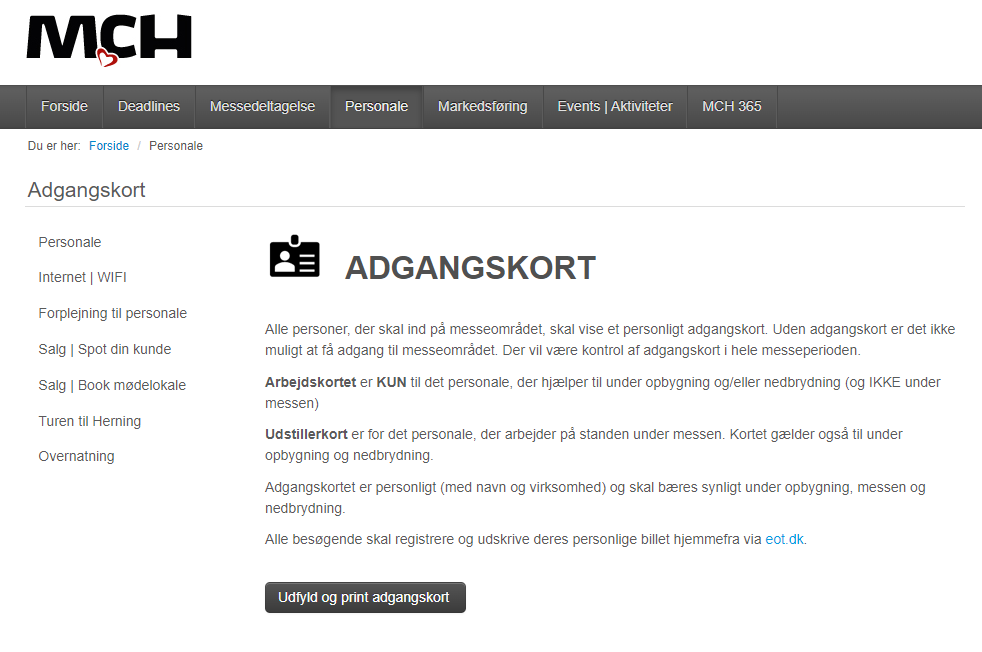 MCH
Forside Deadlines Messedeltagelse Personale Markedsføring Events | Aktiviteter MCH 365
Du er her: Forside / Personale
Adgangskort
Personale
Internet | WIFI
Forplejning til personale
Salg | Spot din kunde
Salg | Book mødelokale
Turen til Herning
Overnatning
ADGANGSKORT
Alle personer, der skal ind på messeområdet, skal vise et personligt adgangskort. Uden adgangskort er det ikke
muligt at få adgang til messeområdet. Der vil være kontrol af adgangskort i hele messeperioden.
Arbejdskortet er KUN til det personale, der hjælper til under opbygning og/eller nedbrydning (og IKKE under
messen)
Udstillerkort er for det personale, der arbejder på standen under messen. Kortet gælder også til under
opbygning og nedbrydning.
Adgangskortet er personligt (med navn og virksomhed) og skal bæres synligt under opbygning, messen og
nedbrydning.
Alle besøgende skal registrere og udskrive deres personlige billet hjemmefra via eot.dk.
Udfyld og print adgangskort